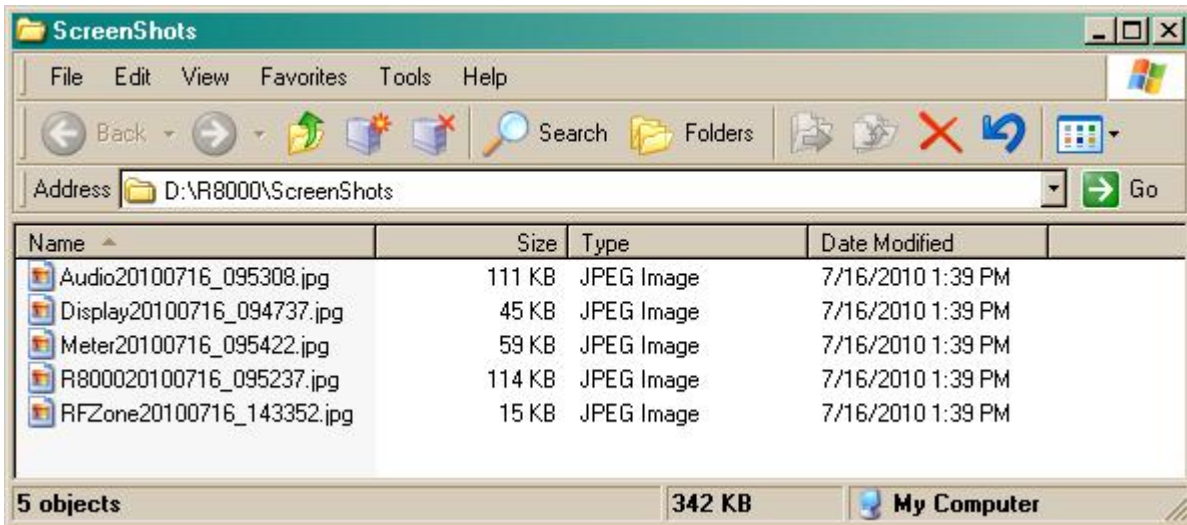 ScreenShots
File Edit View Favorites Tools Help
Back Search Folders
Address D:\R8000\ScreenShots Go
Name Size Type Date Modified
Audio20100716_095308.jpg 111 KB JPEG Image 7/16/2010 1:39 PM
Display20100716_094737.jpg 45 KB JPEG Image 7/16/2010 1:39 PM
Meter20100716_095422.jpg 59 KB JPEG Image 7/16/2010 1:39 PM
R800020100716_095237.jpg 114 KB JPEG Image 7/16/2010 1:39 PM
RFZone20100716_143352.jpg 15 KB JPEG Image 7/16/2010 1:39 PM
5 objects 342 KB My Computer